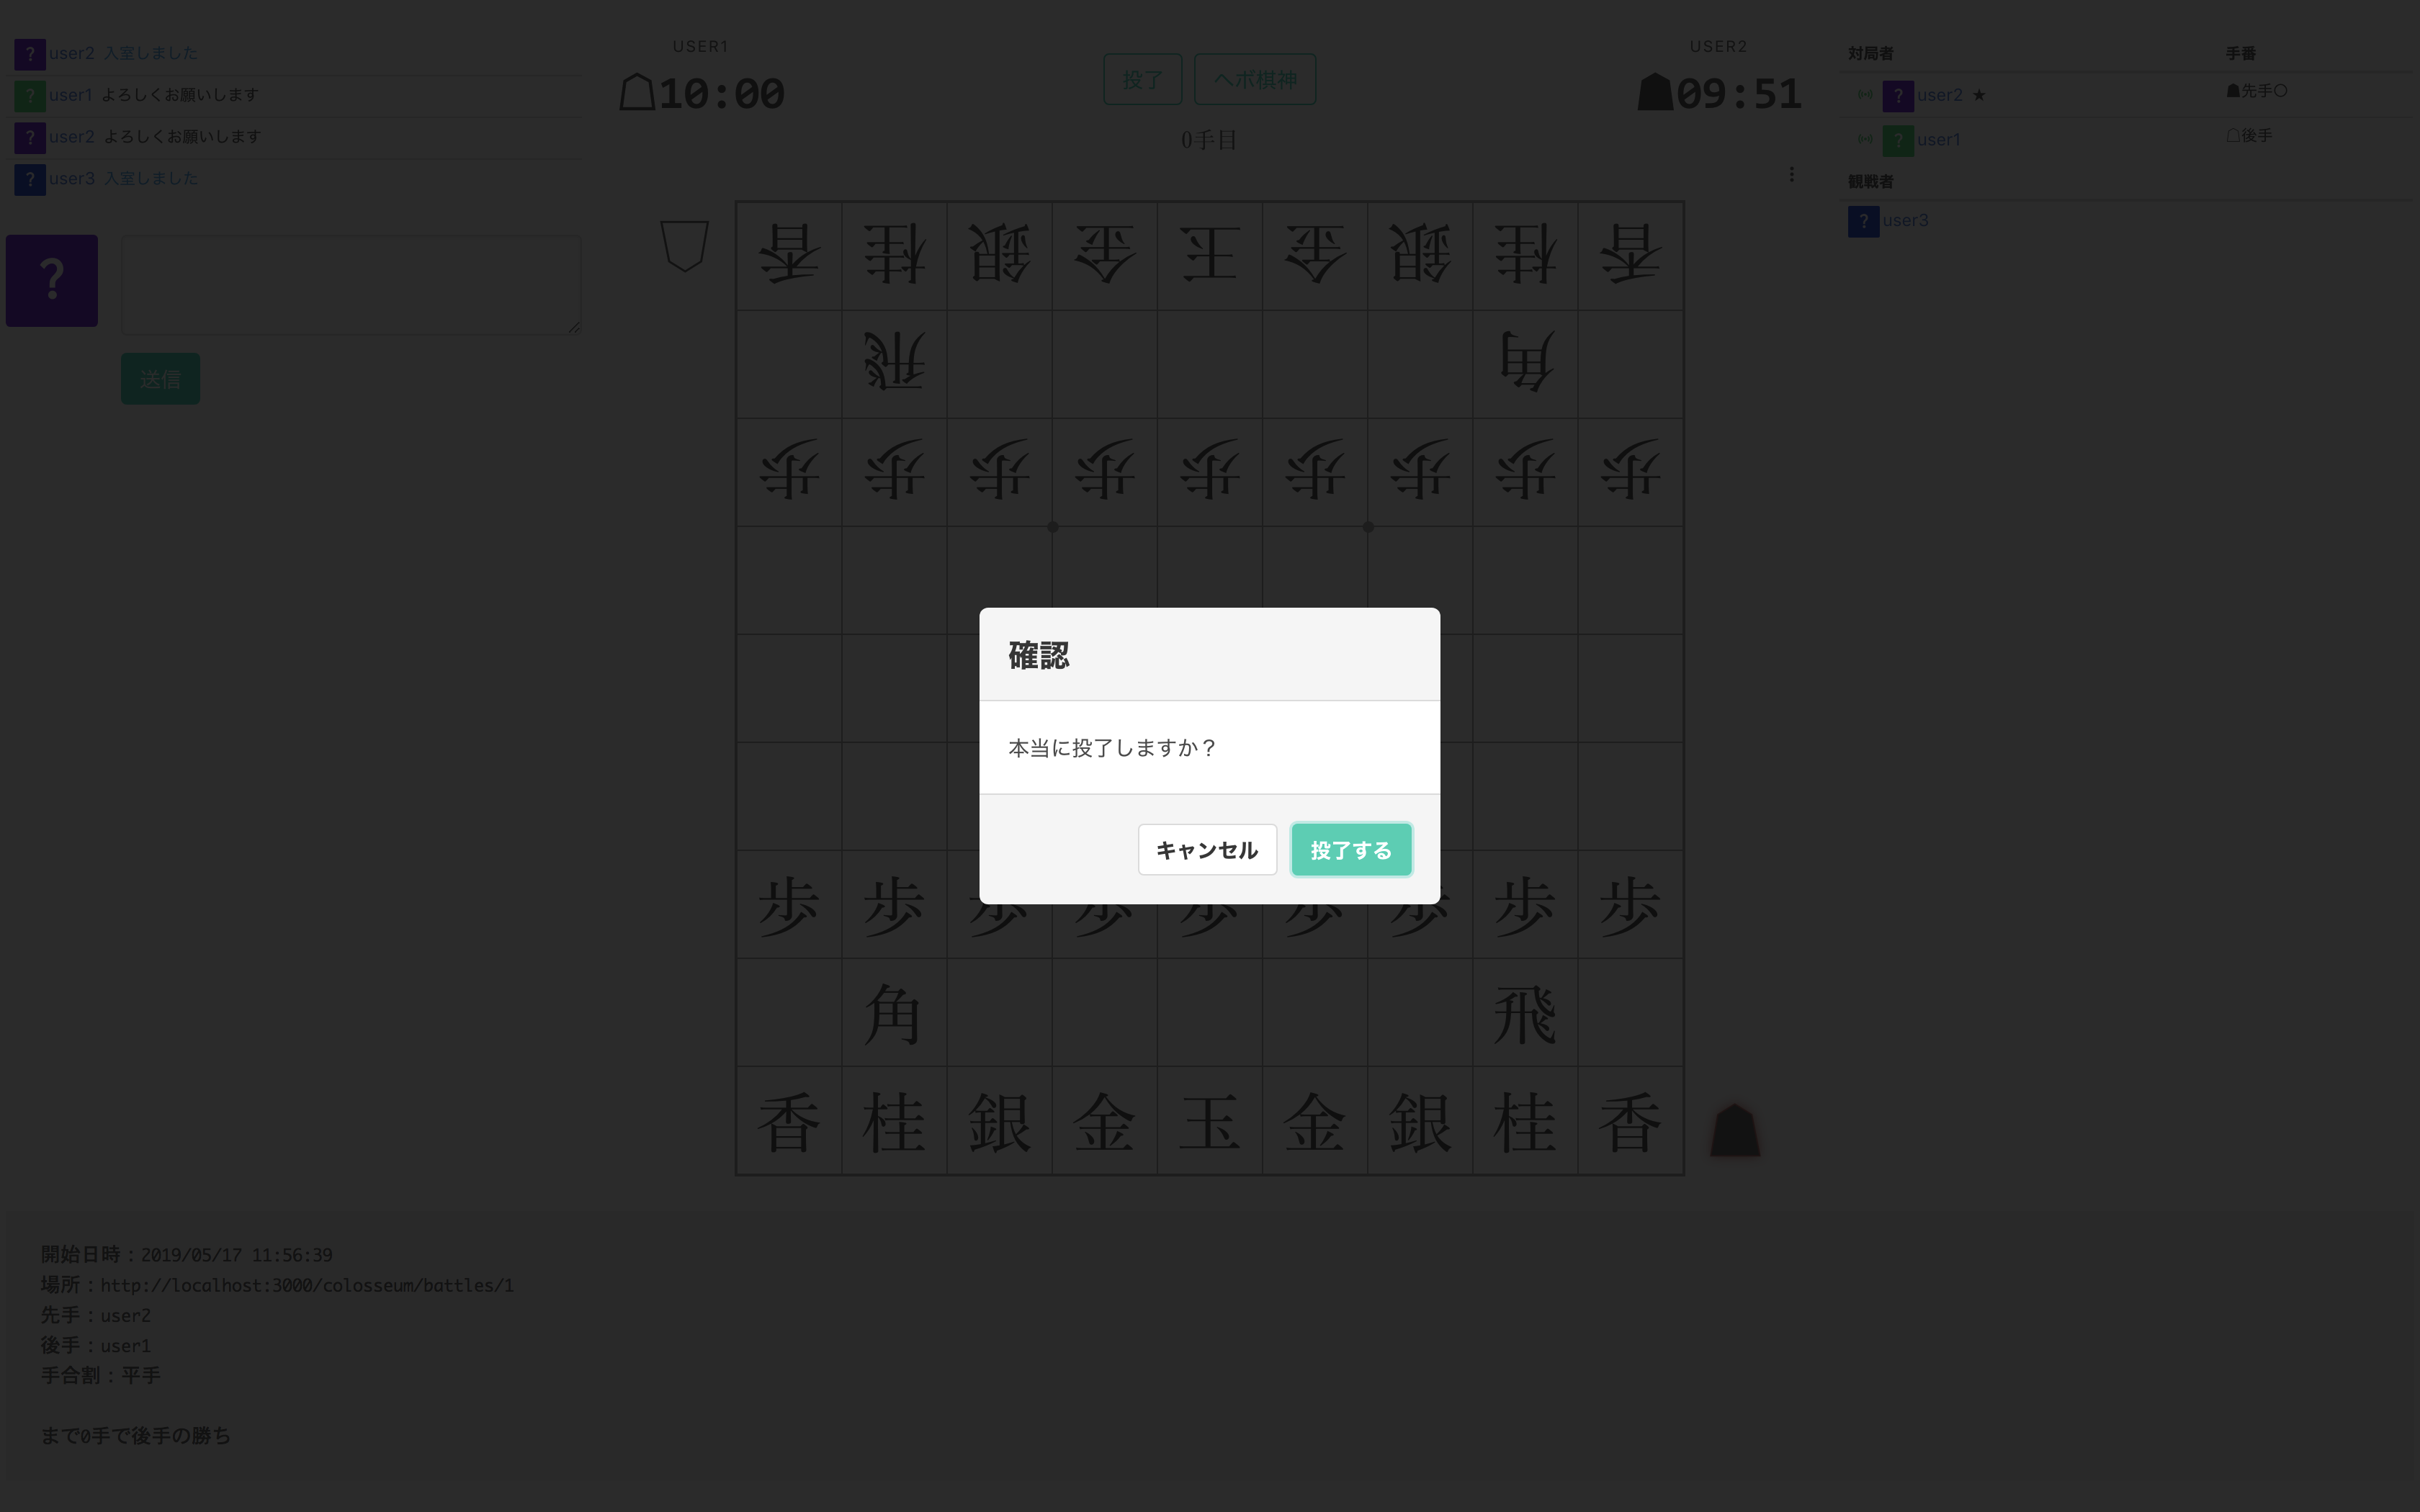 ? user2 入室しました
? user1 よろしくお願いします
? user2 よろしくお願いします
? user3 入室しました
?
送信
USER1
10:00
投了 ヘボ棋神
0手目
USER2
09:51
対局者 手番
? user2 ★ ☗先手○
? user1 ☖後手
観戦者
? user3
香 桂 銀 金 王 金 銀 桂 香
飛 角
歩 歩 歩 歩 歩 歩 歩 歩 歩
確認
本当に投了しますか？
キャンセル 投了する
歩 歩 歩 歩 歩 歩 歩 歩 歩
角 飛
香 桂 銀 金 玉 金 銀 桂 香
開始日時：2019/05/17 11:56:39
場所：http://localhost:3000/colosseum/battles/1
先手：user2
後手：user1
手合割：平手
まで0手で後手の勝ち